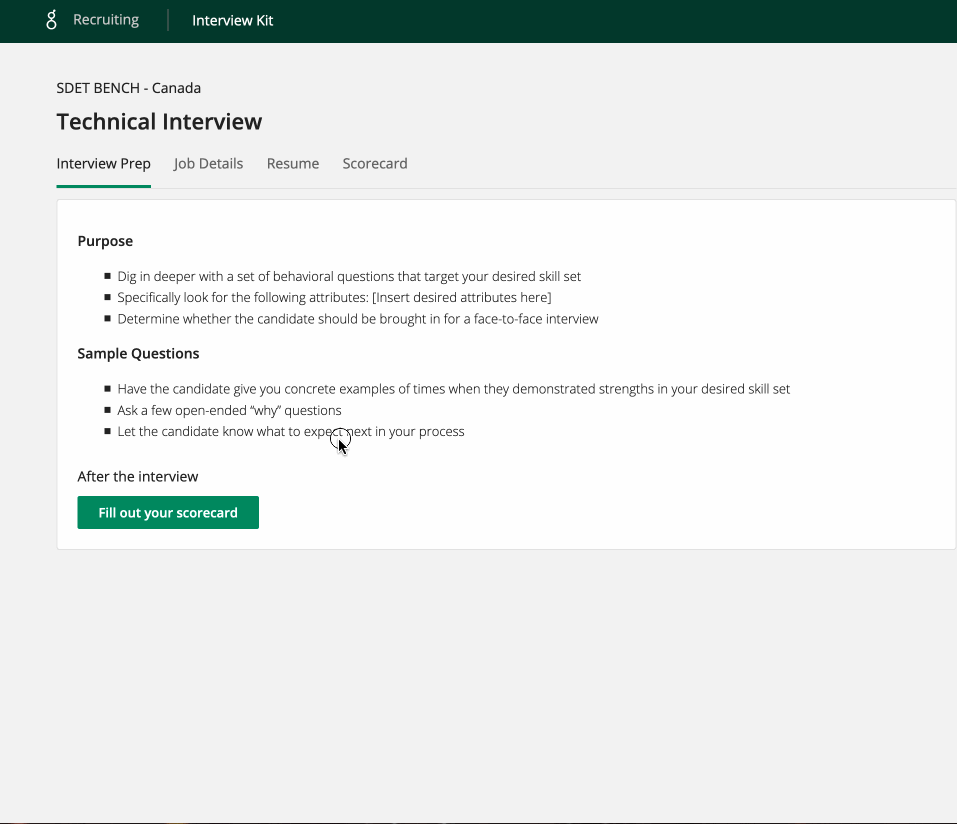 Recruiting Interview Kit
SDET BENCH - Canada
Technical Interview
Interview Prep Job Details Resume Scorecard
Purpose
Dig in deeper with a set of behavioral questions that target your desired skill set
Specifically look for the following attributes: [Insert desired attributes here]
Determine whether the candidate should be brought in for a face-to-face interview
Sample Questions
Have the candidate give you concrete examples of times when they demonstrated strengths in your desired skill set
Ask a few open-ended “why” questions
Let the candidate know what to expect next in your process
After the interview
Fill out your scorecard